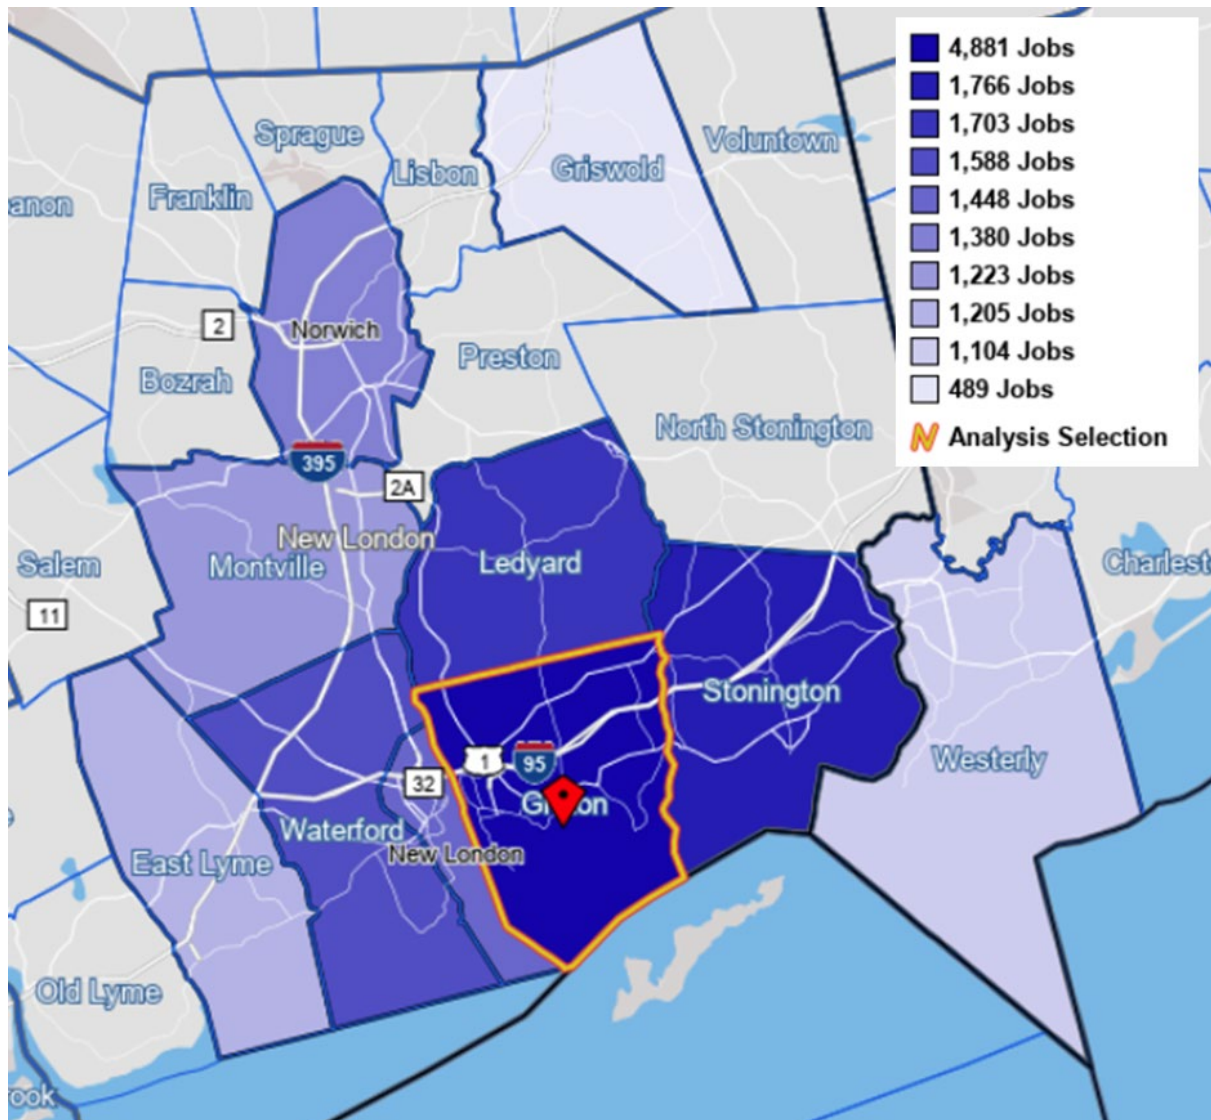 4,881 Jobs
1,766 Jobs
1,703 Jobs
1,588 Jobs
1,448 Jobs
1,380 Jobs
1,223 Jobs
1,205 Jobs
1,104 Jobs
489 Jobs
Analysis Selection
Sprague
Voluntown
Lisbon
Griswold
Franklin
anon
2
Norwich
Preston
Bozrah
North Stonington
395
2A
New London
Montville
Ledyard
Salem
Charlest
11
Stonington
Westerly
1
95
32
Waterford
New London
East Lyme
Old Lyme
ook